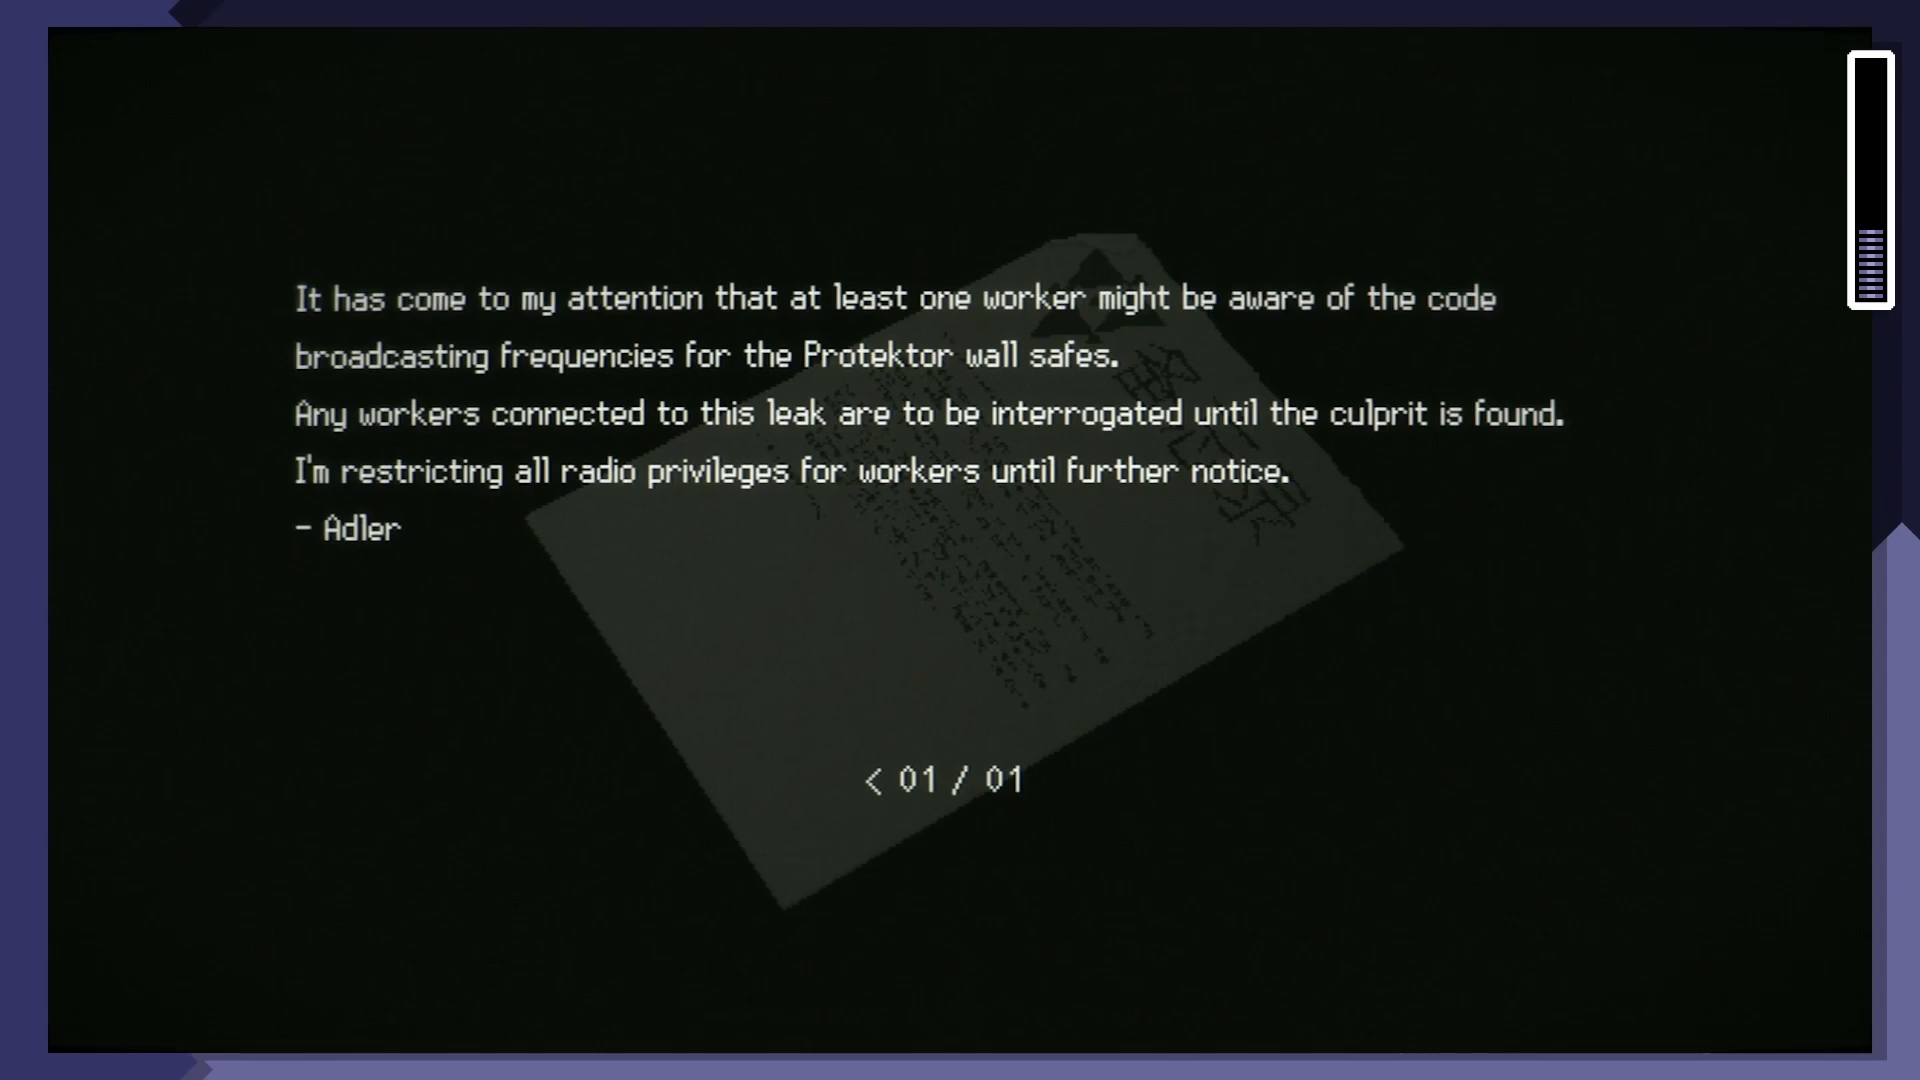 It has come to my attention that at least one worker might be aware of the code
broadcasting frequencies for the Protektor wall safes.
Any workers connected to this leak are to be interrogated until the culprit is found.
I'm restricting all radio privileges for workers until further notice.
- Adler
< 01 / 01